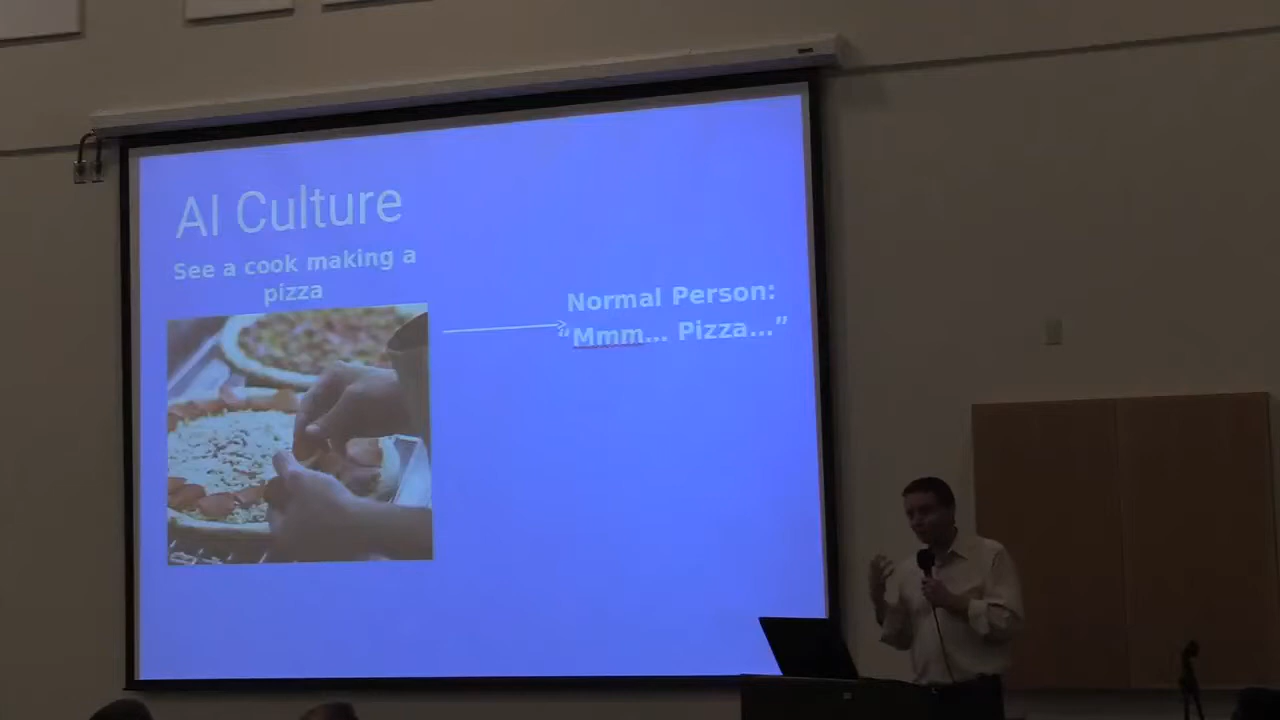 AI Culture
See a cook making a
pizza
Normal Person:
“Mmm... Pizza...”